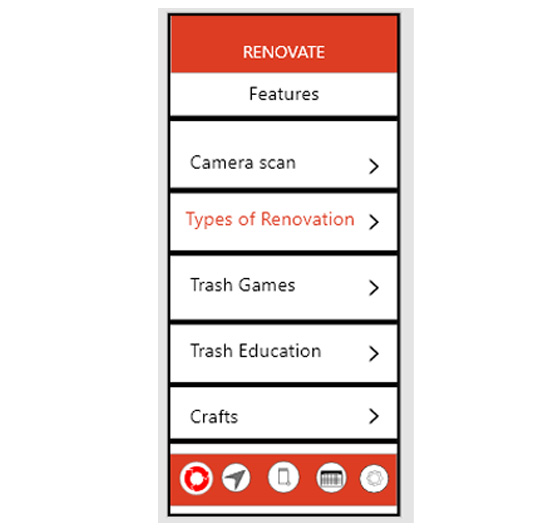 RENOVATE
Features
Camera scan
Types of Renovation
Trash Games
Trash Education
Crafts